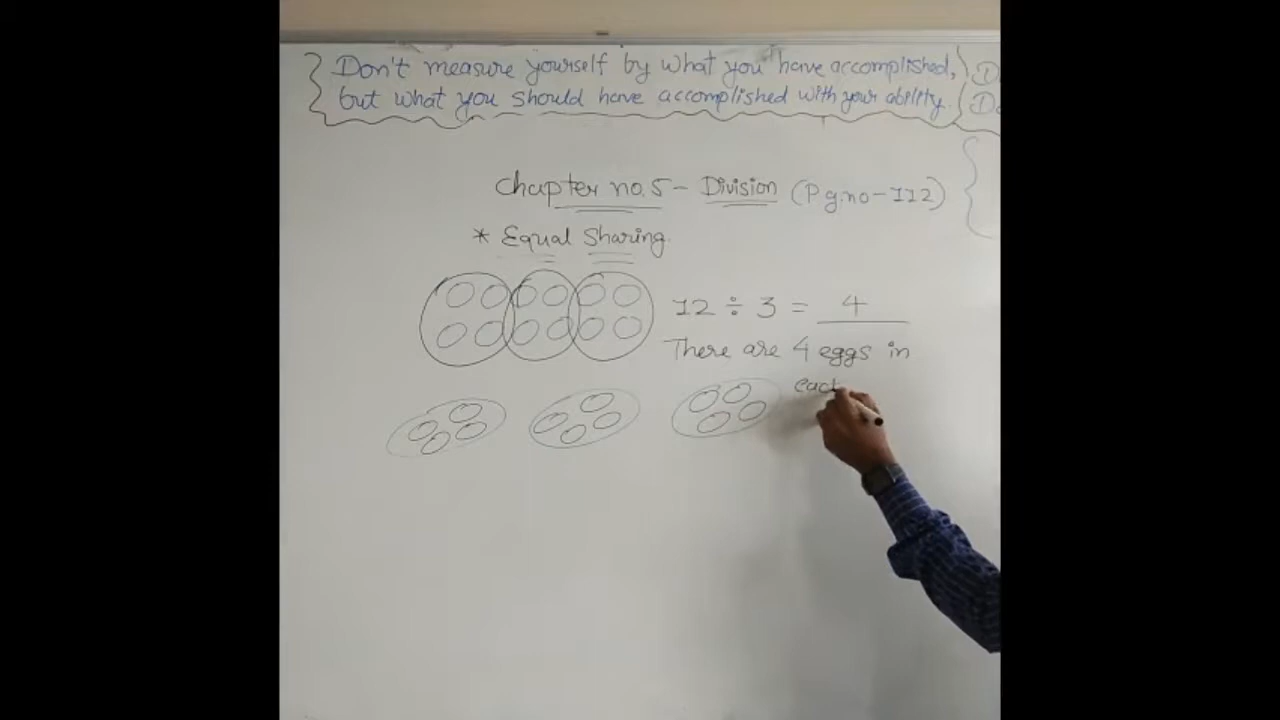 Don't measure yourself by what you have accomplished,
but what you should have accomplished with your ability.
Chapter no.5 - Division (Pg.no-112)
* Equal Sharing
12 ÷ 3 = 4
There are 4 eggs in
each